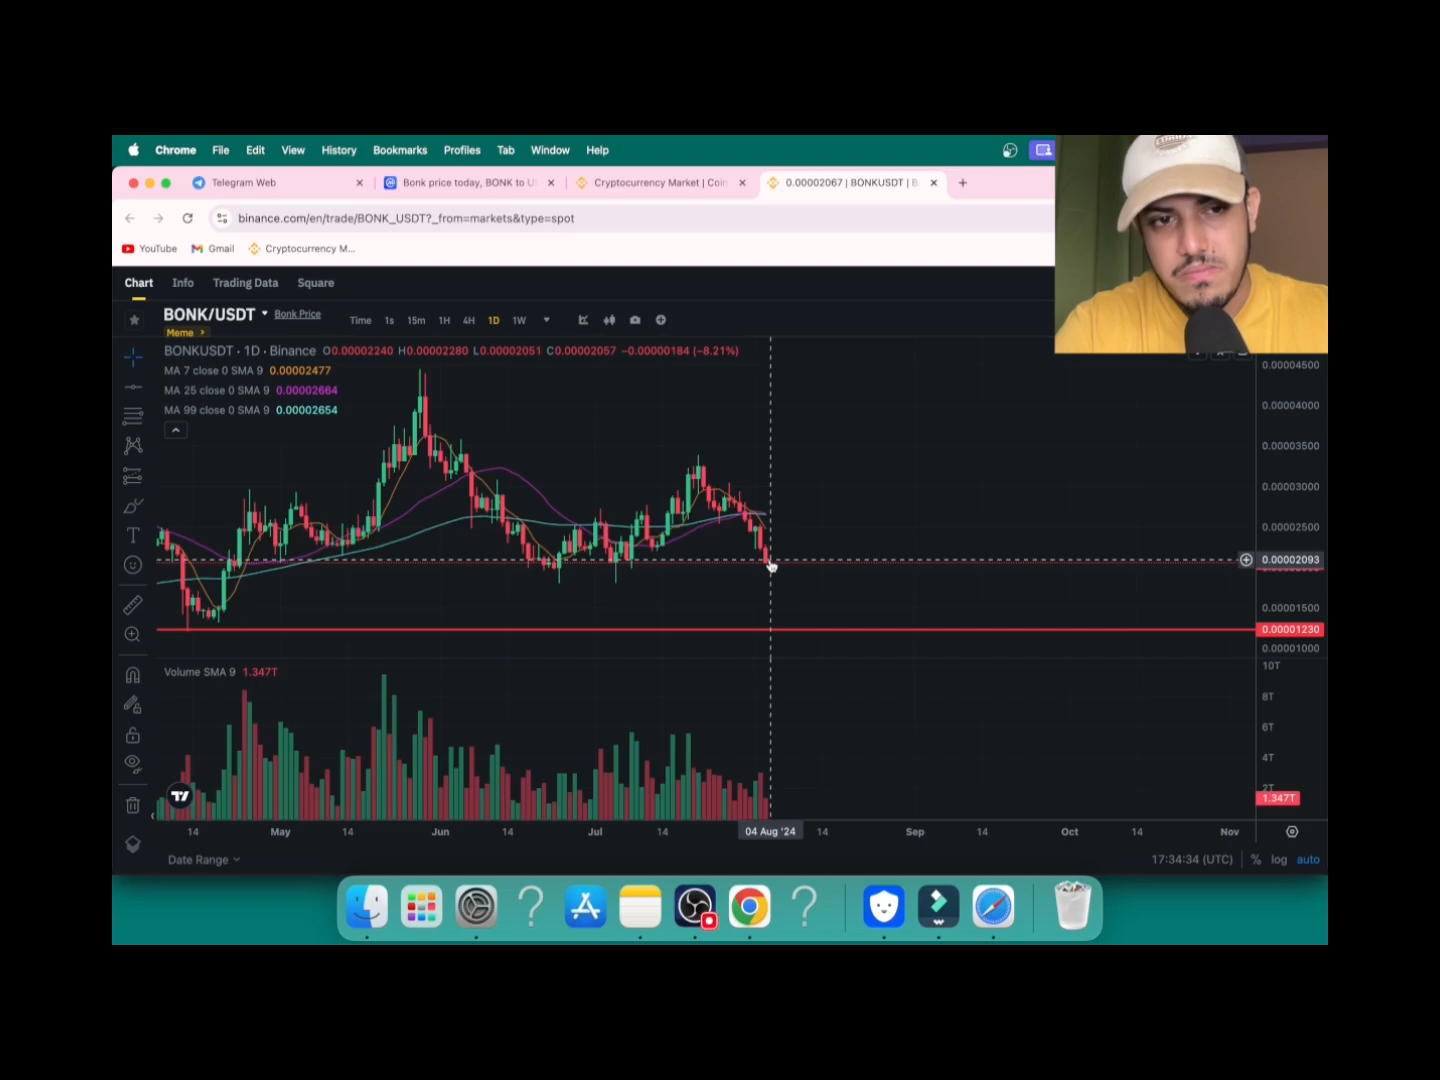 Chrome File Edit View History Bookmarks Profiles Tab Window Help
Telegram Web Bonk price today, BONK to U Cryptocurrency Market | Coin 0.00002067 | BONKUSDT | B
binance.com/en/trade/BONK_USDT?_from=markets&type=spot
YouTube Gmail Cryptocurrency M...
Chart Info Trading Data Square
BONK/USDT Bonk Price Time 1s 15m 1H 4H 1D 1W
Meme >
BONKUSDT · 1D · Binance O0.00002240 H0.00002280 L0.00002051 C0.00002057 −0.00000184 (−8.21%)
MA 7 close 0 SMA 9 0.00002477
MA 25 close 0 SMA 9 0.00002664
MA 99 close 0 SMA 9 0.00002654
0.00004500
0.00004000
0.00003500
0.00003000
0.00002500
0.00002093
0.00001500
0.00001230
0.00001000
Volume SMA 9 1.347T
10T
8T
6T
4T
2T
1.347T
14 May 14 Jun 14 Jul 14 04 Aug '24 14 Sep 14 Oct 14 Nov
Date Range 17:34:34 (UTC) % log auto